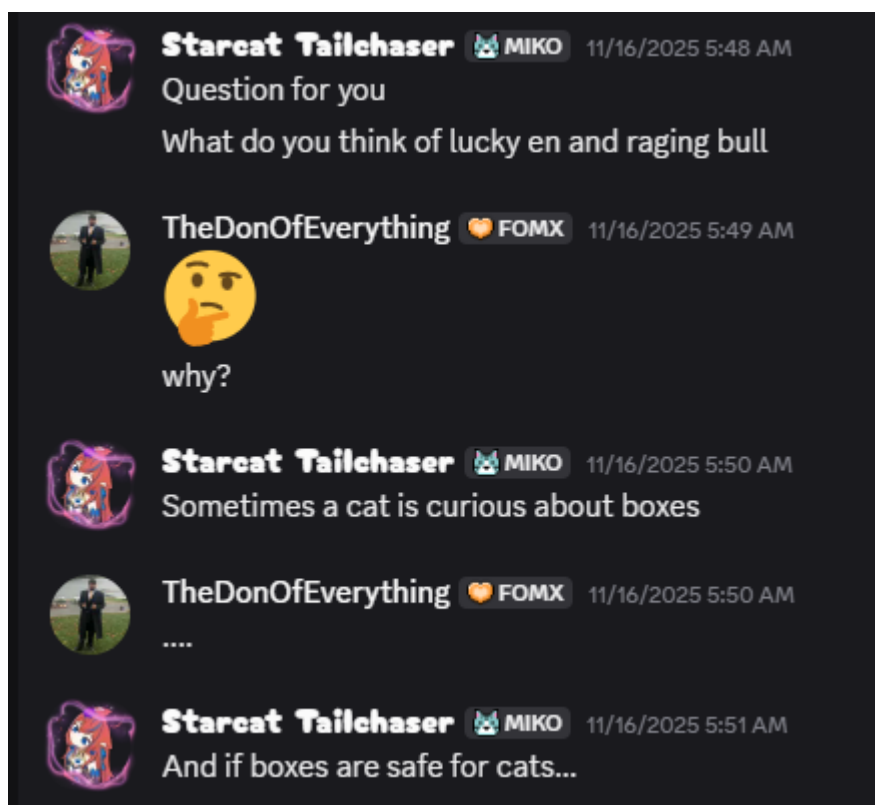 Starcat Tailchaser MIKO 11/16/2025 5:48 AM
Question for you
What do you think of lucky en and raging bull
TheDonOfEverything FOMX 11/16/2025 5:49 AM
why?
Starcat Tailchaser MIKO 11/16/2025 5:50 AM
Sometimes a cat is curious about boxes
TheDonOfEverything FOMX 11/16/2025 5:50 AM
....
Starcat Tailchaser MIKO 11/16/2025 5:51 AM
And if boxes are safe for cats...